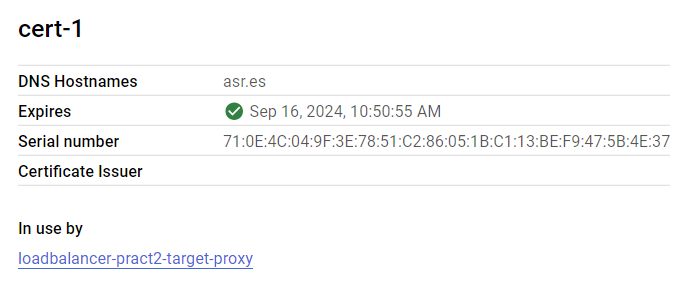 cert-1
DNS Hostnames asr.es
Expires Sep 16, 2024, 10:50:55 AM
Serial number 71:0E:4C:04:9F:3E:78:51:C2:86:05:1B:C1:13:BE:F9:47:5B:4E:37
Certificate Issuer
In use by
loadbalancer-pract2-target-proxy